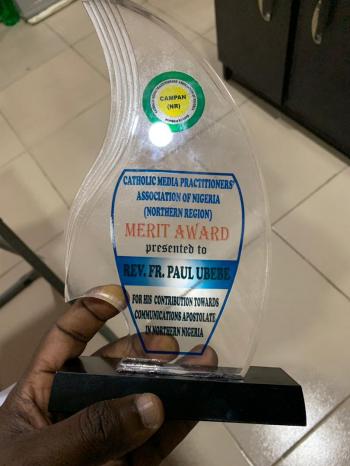 CAMPAN
(NR)
CATHOLIC MEDIA PRACTITIONERS'
ASSOCIATION OF NIGERIA
(NORTHERN REGION)
MERIT AWARD
presented to
REV. FR. PAUL UBEBE
FOR HIS CONTRIBUTION TOWARDS
COMMUNICATIONS APOSTOLATE
IN NORTHERN NIGERIA